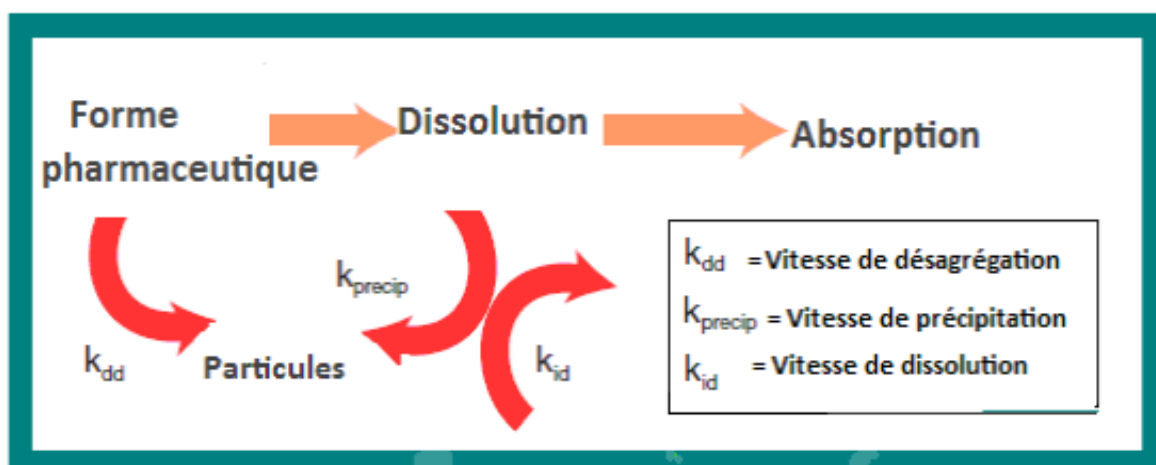 Forme
pharmaceutique
Dissolution
Absorption
kprecip
kdd
Particules
kid
kdd = Vitesse de désagrégation
kprecip = Vitesse de précipitation
kid = Vitesse de dissolution